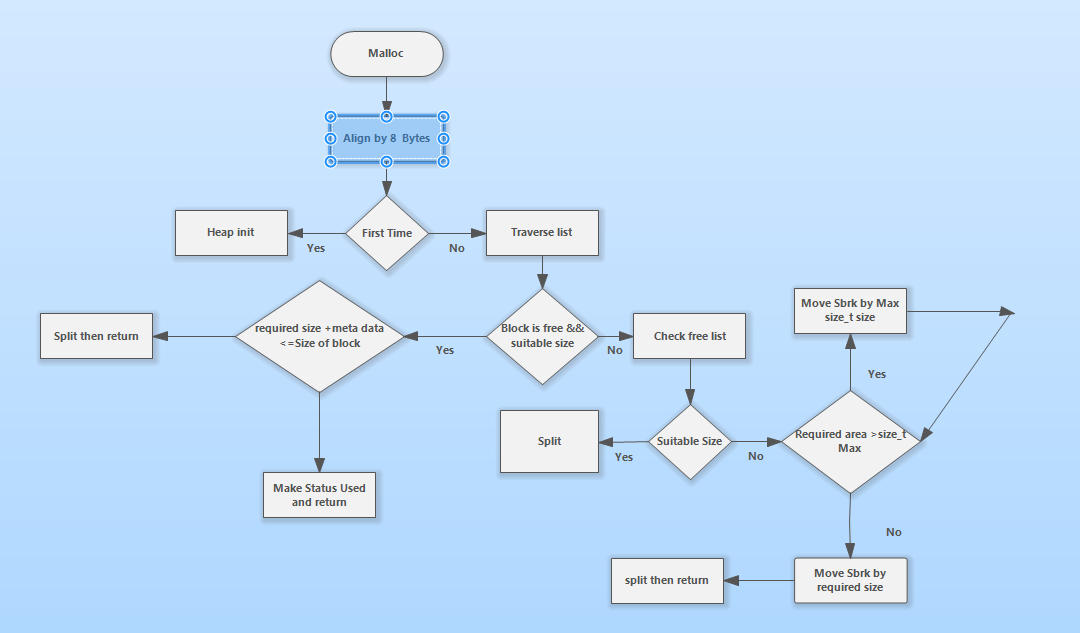 Malloc
Align by 8 Bytes
Heap init
First Time
Traverse list
Yes
No
Split then return
required size +meta data
<=Size of block
Block is free &&
suitable size
Check free list
Move Sbrk by Max
size_t size
Yes
No
Yes
Split
Suitable Size
Required area >size_t
Max
Yes
No
Make Status Used
and return
No
split then return
Move Sbrk by
required size